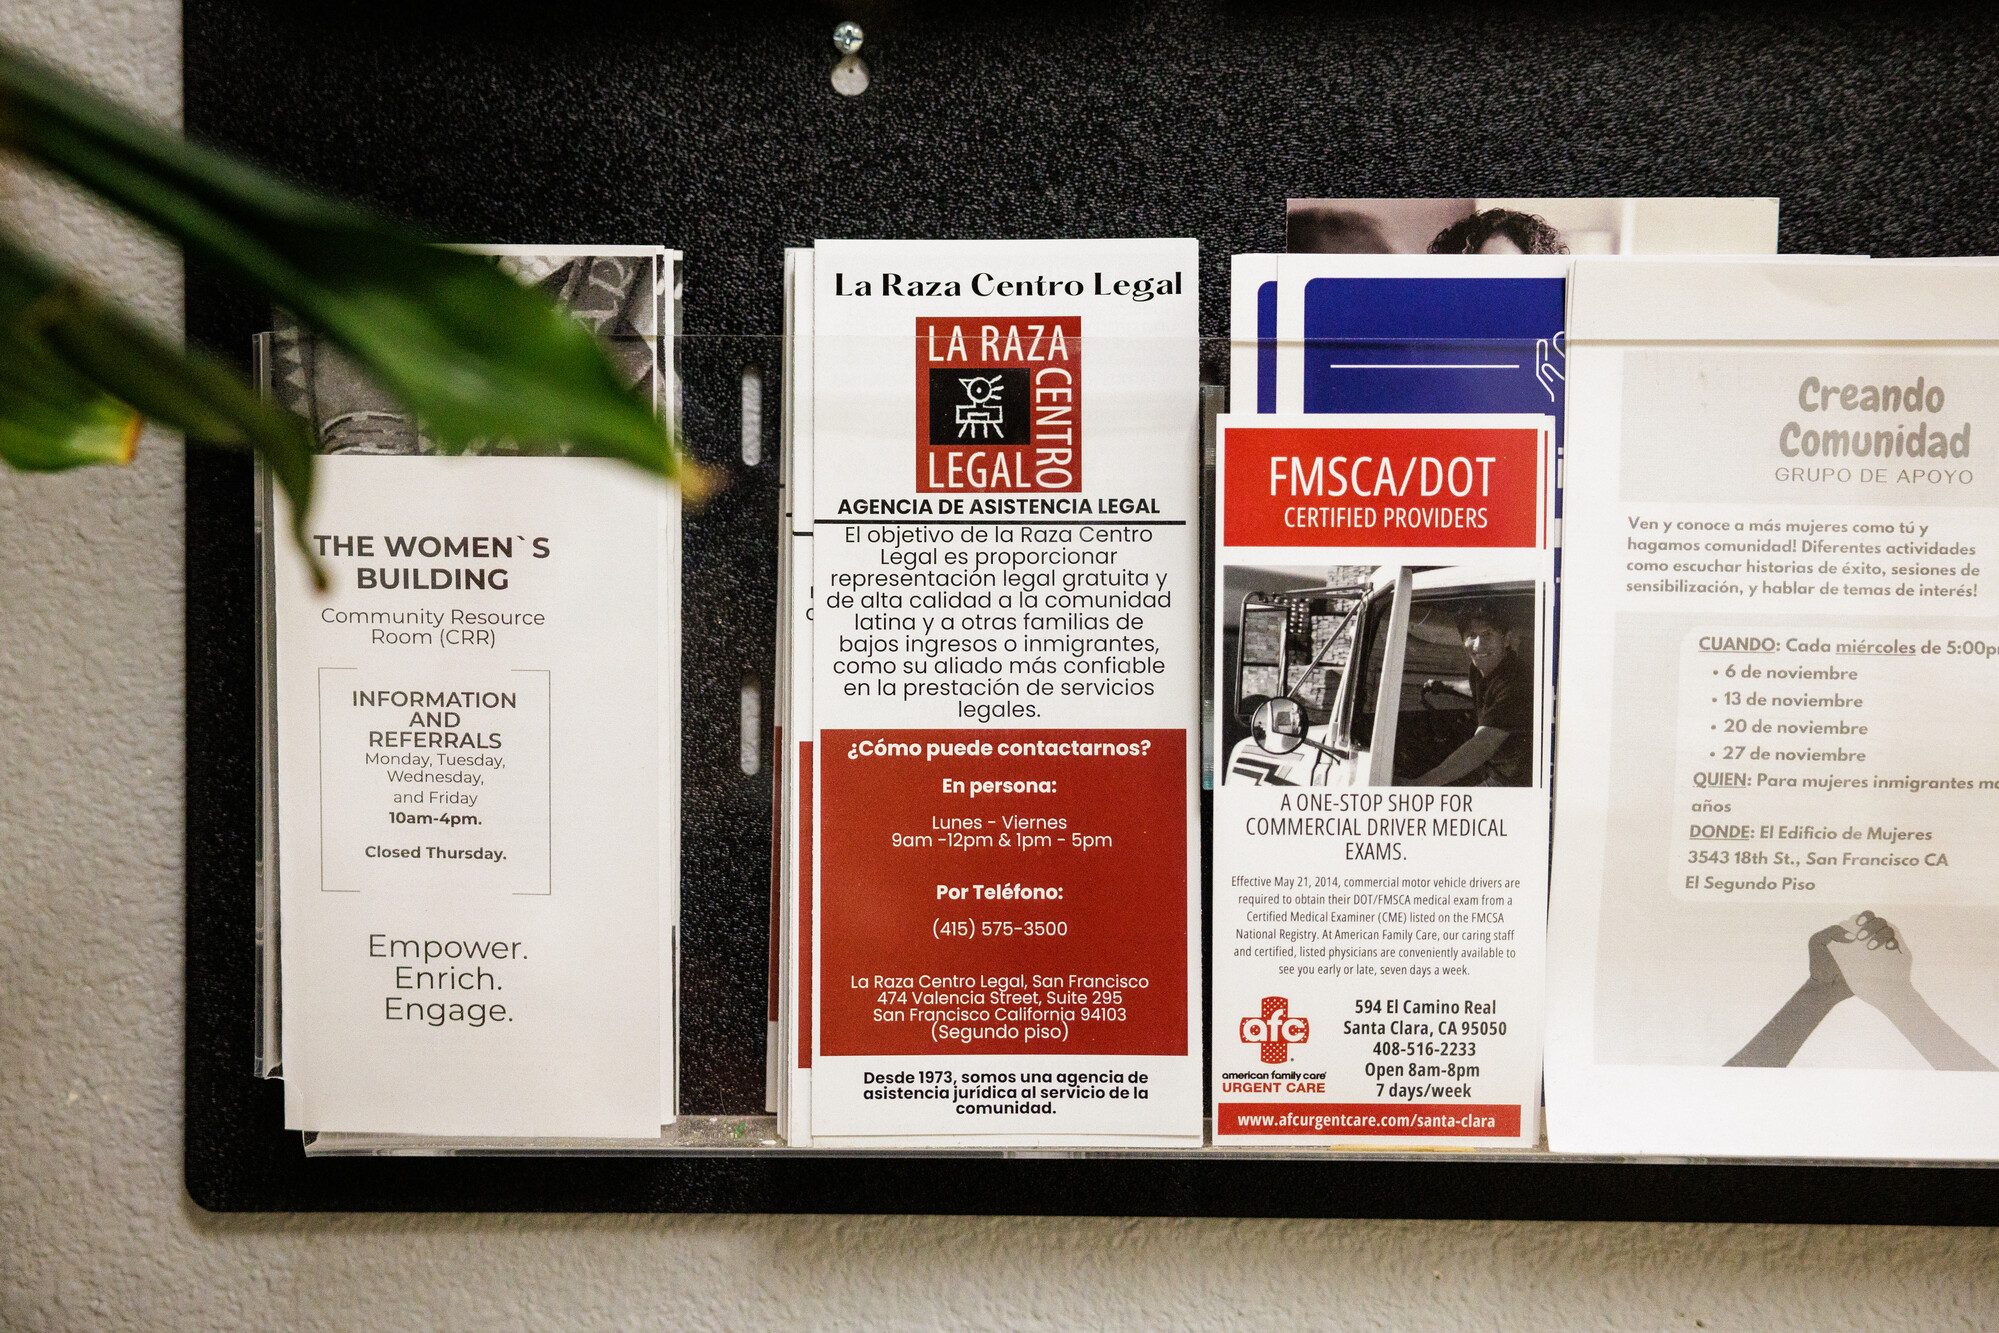 THE WOMEN`S
BUILDING
Community Resource
Room (CRR)
INFORMATION
AND
REFERRALS
Monday, Tuesday,
Wednesday,
and Friday
10am-4pm.
Closed Thursday.
Empower.
Enrich.
Engage.
La Raza Centro Legal
LA RAZA
CENTRO
LEGAL
AGENCIA DE ASISTENCIA LEGAL
El objetivo de la Raza Centro
Legal es proporcionar
representación legal gratuita y
de alta calidad a la comunidad
latina y a otras familias de
bajos ingresos o inmigrantes,
como su aliado más confiable
en la prestación de servicios
legales.
¿Cómo puede contactarnos?
En persona:
Lunes - Viernes
9am -12pm & 1pm - 5pm
Por Teléfono:
(415) 575-3500
La Raza Centro Legal, San Francisco
474 Valencia Street, Suite 295
San Francisco California 94103
(Segundo piso)
Desde 1973, somos una agencia de
asistencia jurídica al servicio de la
comunidad.
FMSCA/DOT
CERTIFIED PROVIDERS
A ONE-STOP SHOP FOR
COMMERCIAL DRIVER MEDICAL
EXAMS.
Effective May 21, 2014, commercial motor vehicle drivers are
required to obtain their DOT/FMSCA medical exam from a
Certified Medical Examiner (CME) listed on the FMCSA
National Registry. At American Family Care, our caring staff
and certified, listed physicians are conveniently available to
see you early or late, seven days a week.
afc
american family care
URGENT CARE
594 El Camino Real
Santa Clara, CA 95050
408-516-2233
Open 8am-8pm
7 days/week
www.afcurgentcare.com/santa-clara
Creando
Comunidad
GRUPO DE APOYO
Ven y conoce a más mujeres como tú y
hagamos comunidad! Diferentes actividades
como escuchar historias de éxito, sesiones de
sensibilización, y hablar de temas de interés!
CUANDO: Cada miércoles de 5:00p
• 6 de noviembre
• 13 de noviembre
• 20 de noviembre
• 27 de noviembre
QUIEN: Para mujeres inmigrantes
años
DONDE: El Edificio de Mujeres
3543 18th St., San Francisco CA
El Segundo Piso